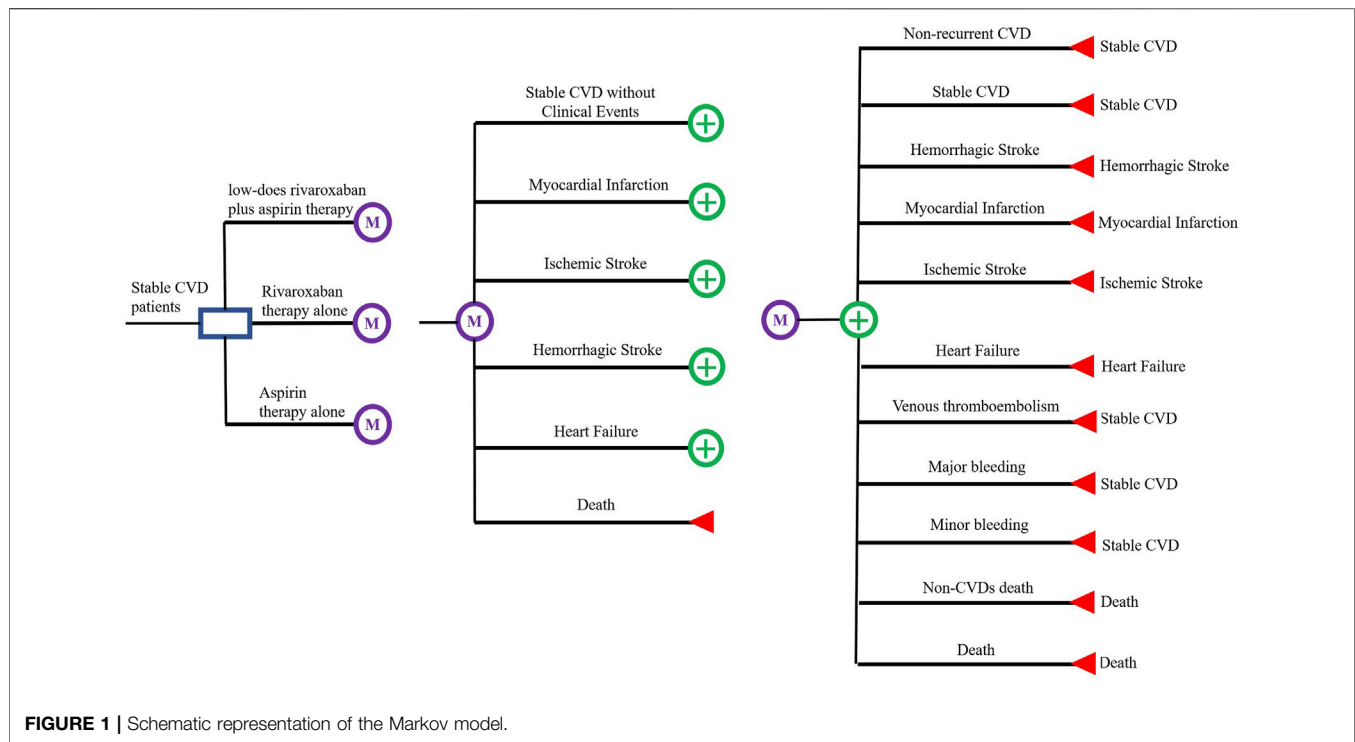 Stable CVD
patients
low-does rivaroxaban
plus aspirin therapy
M
Rivaroxaban
therapy alone
M
Aspirin
therapy alone
M
M
Stable CVD without
Clinical Events
Myocardial Infarction
Ischemic Stroke
Hemorrhagic Stroke
Heart Failure
Death
M
Non-recurrent CVD
Stable CVD
Stable CVD
Stable CVD
Hemorrhagic Stroke
Hemorrhagic Stroke
Myocardial Infarction
Myocardial Infarction
Ischemic Stroke
Ischemic Stroke
Heart Failure
Heart Failure
Venous thromboembolism
Stable CVD
Major bleeding
Stable CVD
Minor bleeding
Stable CVD
Non-CVDs death
Death
Death
Death
FIGURE 1 | Schematic representation of the Markov model.